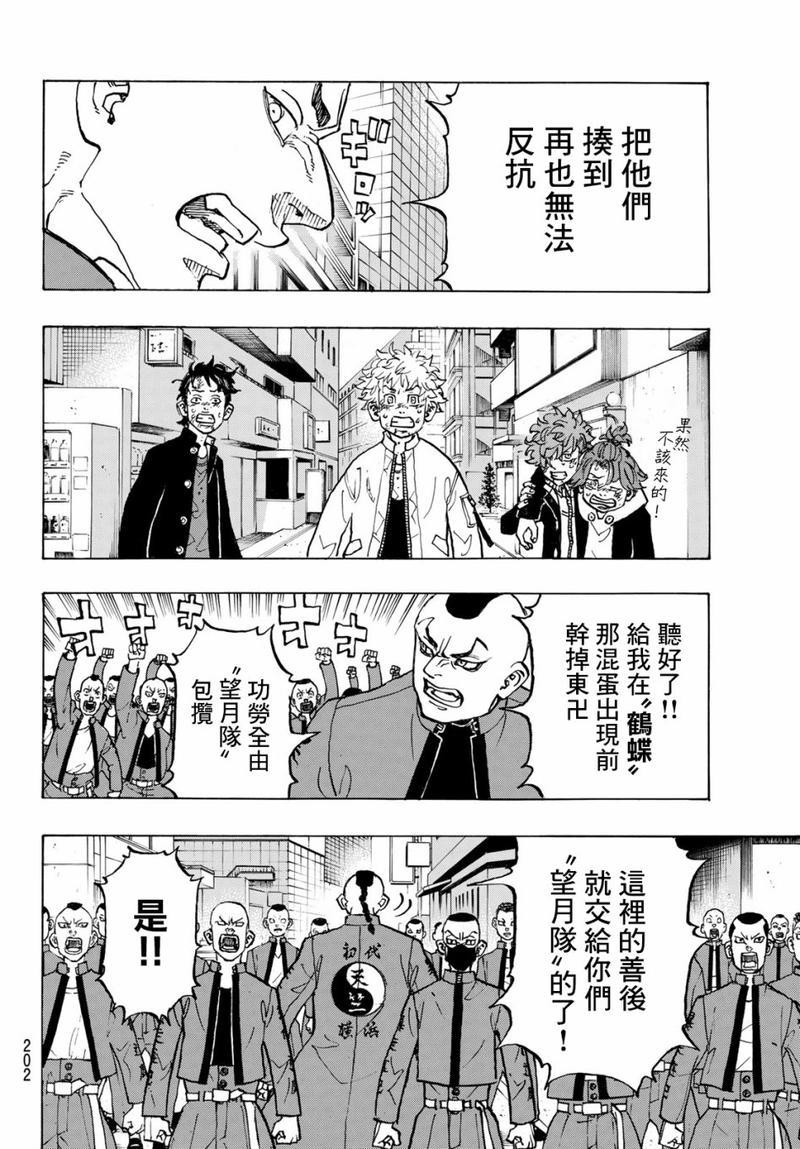 把他們
揍到
再也無法
反抗
ギロッ
果然
不該來的！
聽好了!!
給我在〝鶴蝶〞
那混蛋出現前
幹掉東卍
功勞全由
〝望月隊〞
包攬
オオ
オオ
這裡的善後
就交給你們
〝望月隊〞的了！
是!!
初代
横濱
202